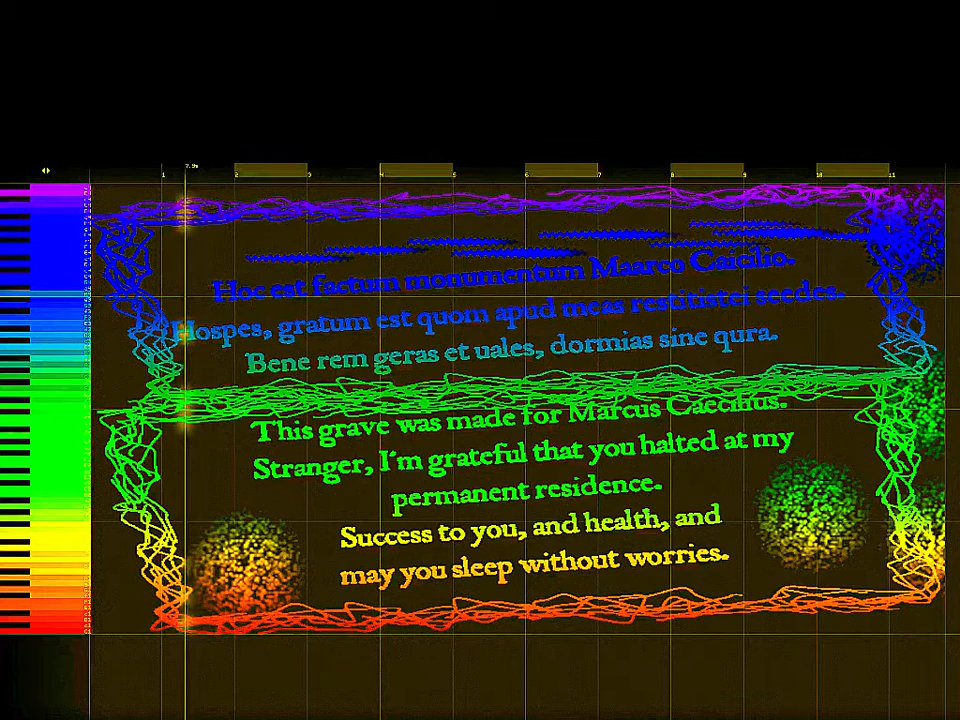 Hoc est factum monumentum Maarco Caicilio.
Hospes, gratum est quom apud meas restitistei seedes.
Bene rem geras et uales, dormias sine qura.
This grave was made for Marcus Caecilius.
Stranger, I'm grateful that you halted at my
permanent residence.
Success to you, and health, and
may you sleep without worries.